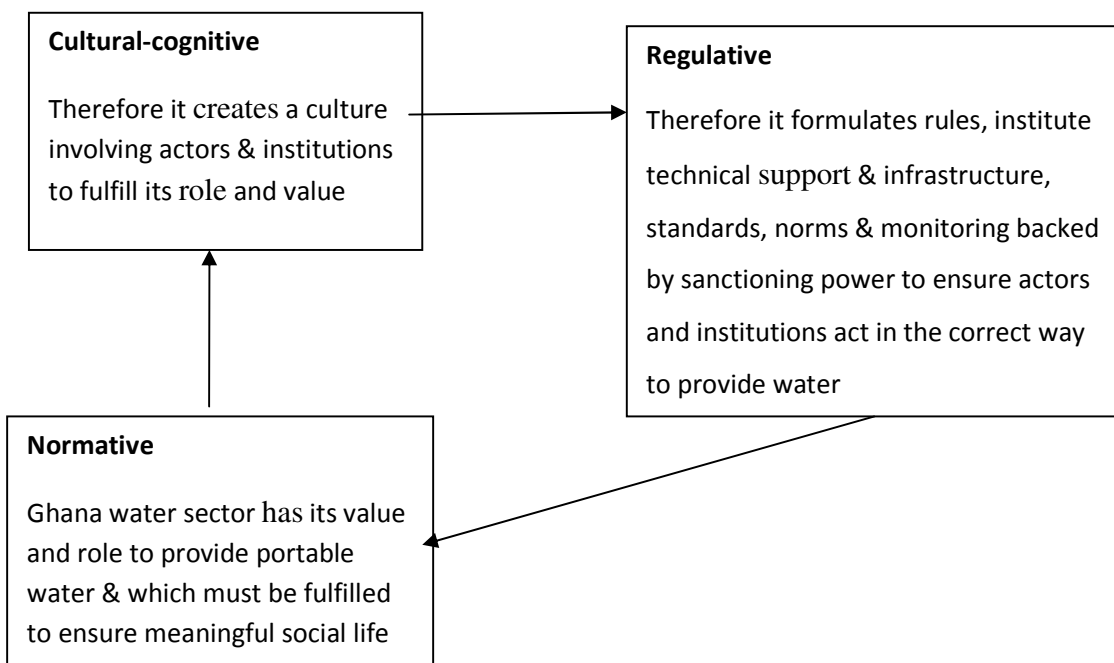 Cultural-cognitive
Therefore it creates a culture
involving actors & institutions
to fulfill its role and value
Regulative
Therefore it formulates rules, institute
technical support & infrastructure,
standards, norms & monitoring backed
by sanctioning power to ensure actors
and institutions act in the correct way
to provide water
Normative
Ghana water sector has its value
and role to provide portable
water & which must be fulfilled
to ensure meaningful social life